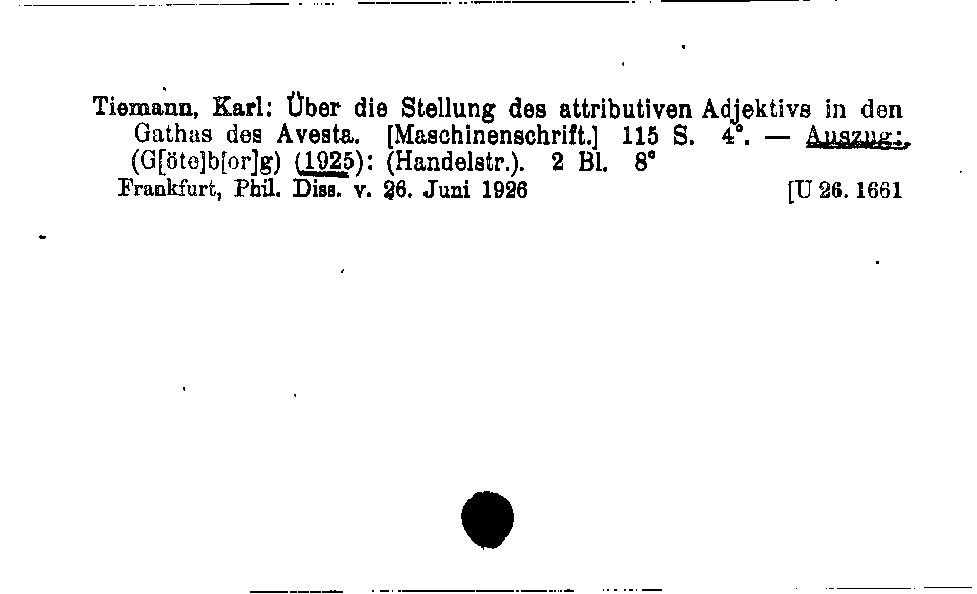 Tiemann, Karl: Über die Stellung des attributiven Adjektivs in den
Gathas des Avesta. [Maschinenschrift.] 115 S. 4°. — Auszug:
(G[öte]b[or]g) (1925): (Handelstr.). 2 Bl. 8°
Frankfurt, Phil. Diss. v. 26. Juni 1926 [U 26. 1661